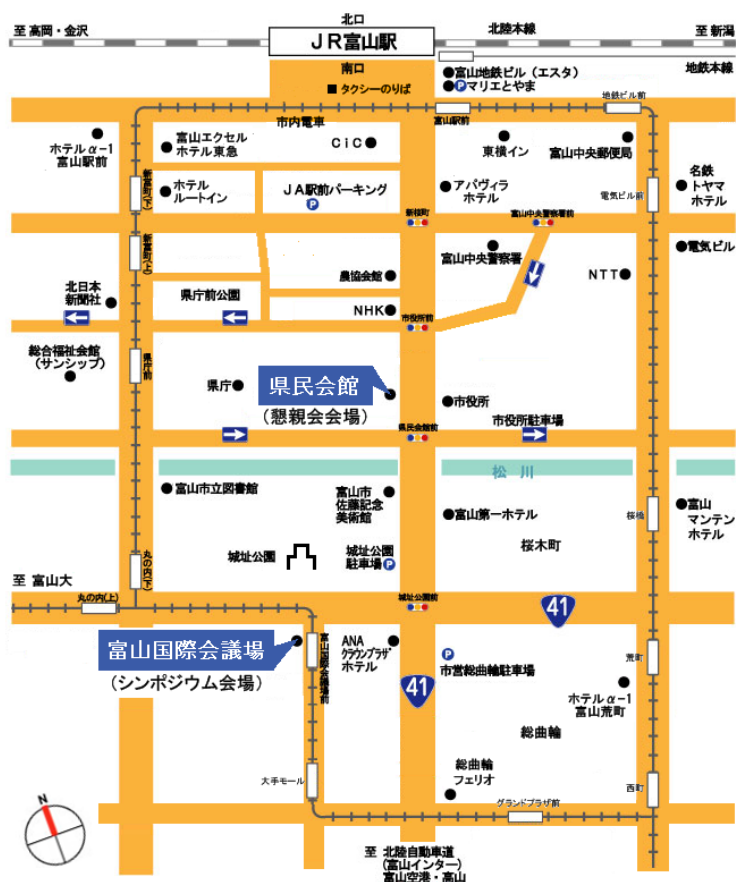 北口
至 高岡・金沢
北陸本線
至 新潟
JR富山駅
地鉄本線
南口
■ タクシーのりば
富山地鉄ビル（エスタ）
Pマリエとやま
地鉄ビル前
市内電車
富山駅前
ホテルα-1
富山駅前
富山エクセル
ホテル東急
CiC
東横イン
富山中央郵便局
新富町(下)
ホテル
ルートイン
JA駅前パーキング
P
アパヴィラ
ホテル
電気ビル前
名鉄
トヤマ
ホテル
新桜町
富山中央警察署前
新富町(上)
富山中央警察署
電気ビル
農協会館
NTT
北日本
新聞社
県庁前公園
NHK
市役所前
総合福祉会館
(サンシップ)
県庁前
県庁
県民会館
(懇親会会場)
市役所
市役所駐車場
県民会館前
松川
富山市立図書館
富山市
佐藤記念
美術館
富山第一ホテル
桜橋
富山
マンテン
ホテル
桜木町
城址公園
城址公園
駐車場P
丸の内(下)
至 富山大
丸の内(上)
城址公園前
41
富山国際会議場
(シンポジウム会場)
富山国際会議場前
ANA
クラウンプラザ
ホテル
P
市営総曲輪駐車場
荒町
41
ホテルα-1
富山荒町
総曲輪
総曲輪
フェリオ
大手モール
西町
グランドプラザ前
N
至 北陸自動車道
(富山インター)
富山空港・高山